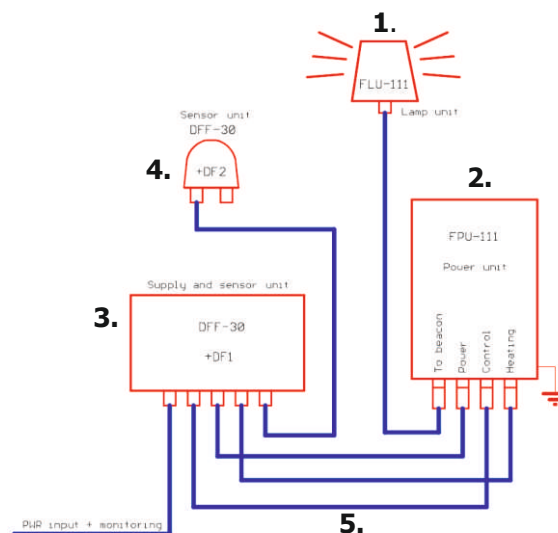 1.
FLU-111
Lamp unit
Sensor unit
DFF-30
4.
+DF2
2.
FPU-111
Power unit
To beacon
Power
Control
Heating
Supply and sensor unit
3.
DFF-30
+DF1
PWR input + monitoring
5.